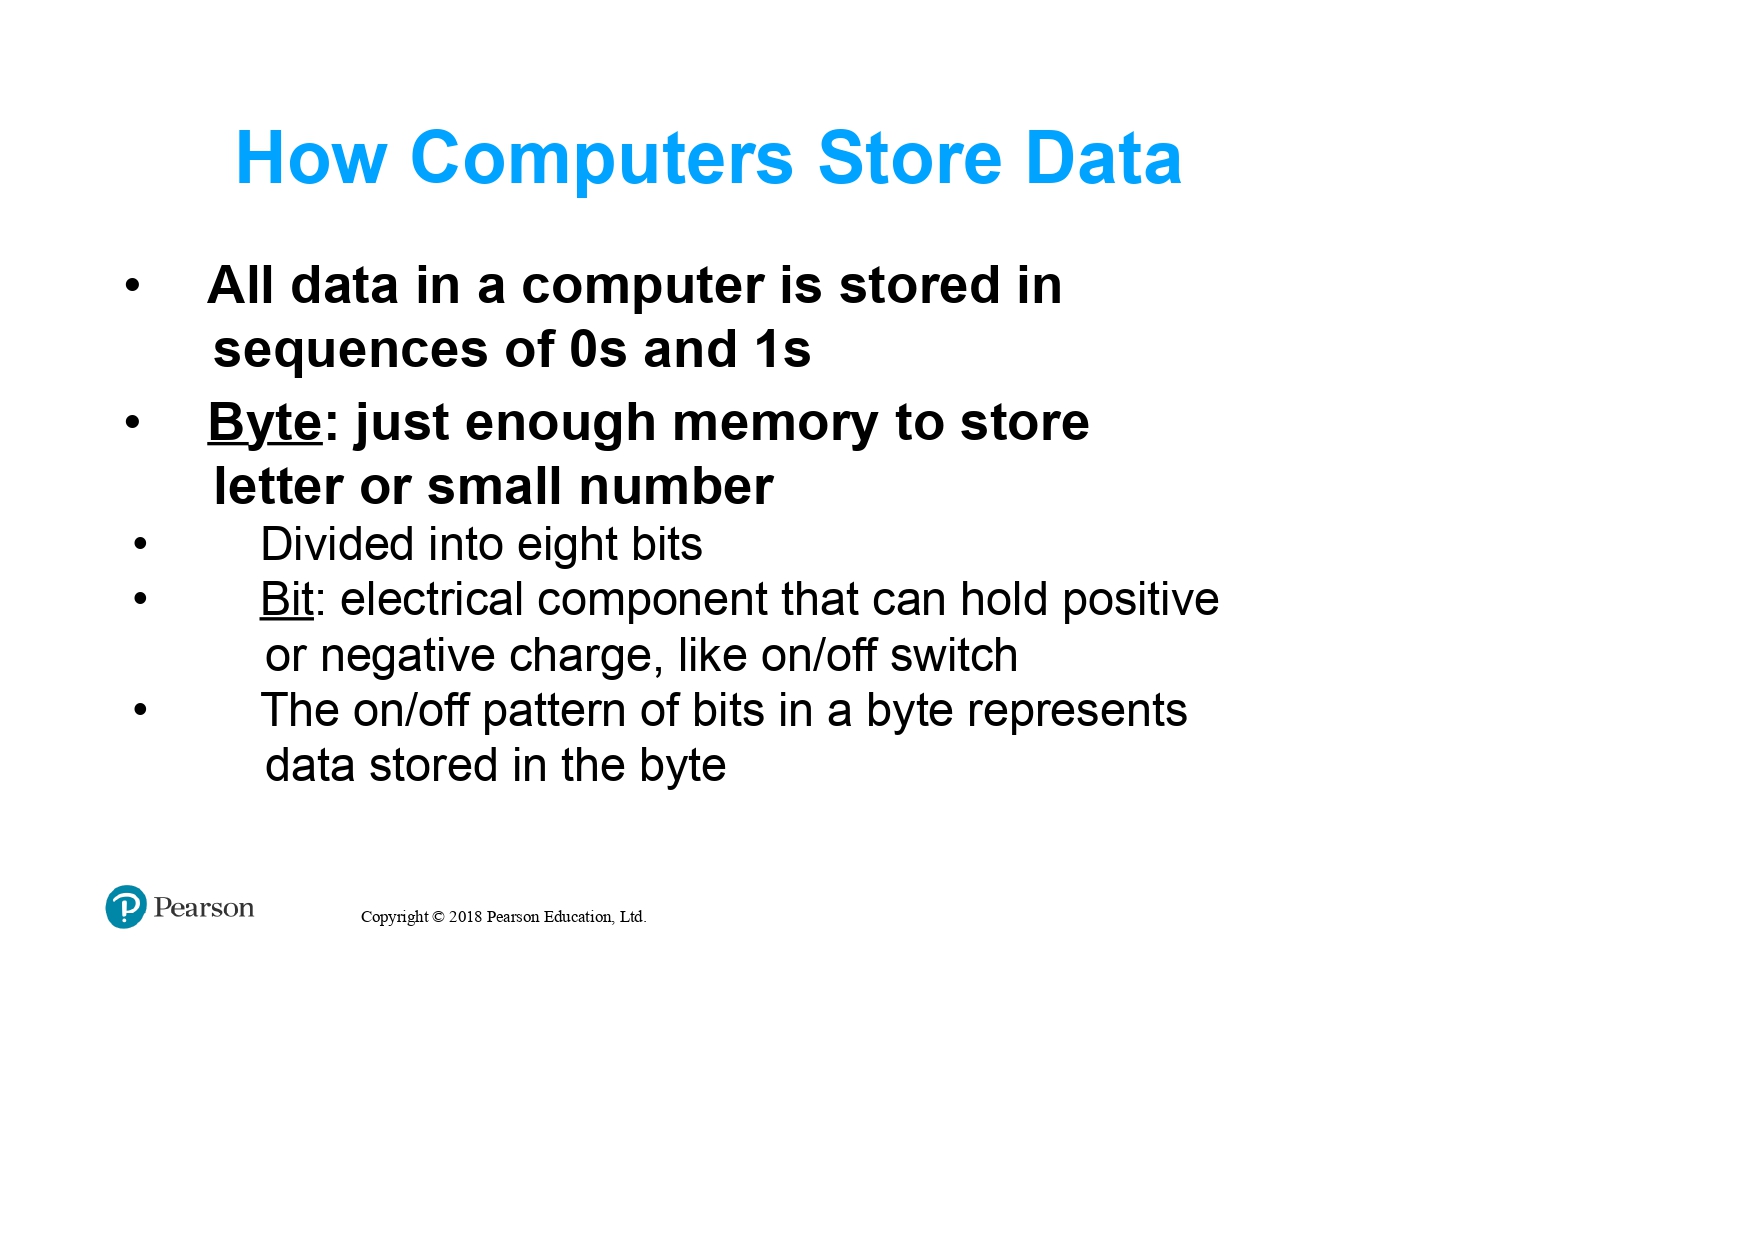 How Computers Store Data
• All data in a computer is stored in
sequences of 0s and 1s
• Byte: just enough memory to store
letter or small number
• Divided into eight bits
• Bit: electrical component that can hold positive
or negative charge, like on/off switch
• The on/off pattern of bits in a byte represents
data stored in the byte
Pearson
Copyright © 2018 Pearson Education, Ltd.